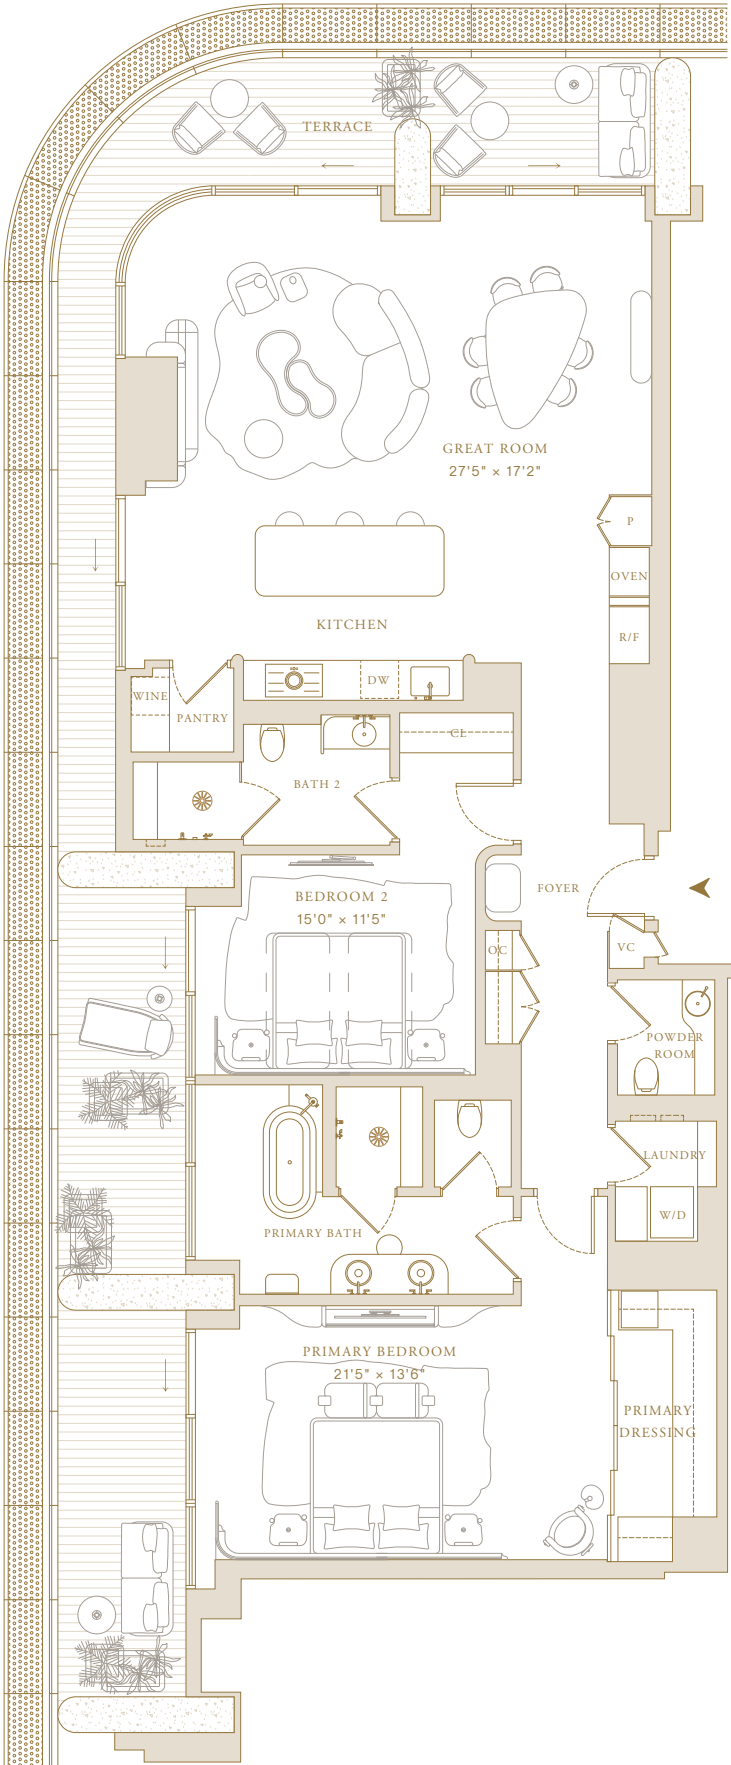 TERRACE
GREAT ROOM
27'5" × 17'2"
P
OVEN
KITCHEN
R/F
DW
WINE
PANTRY
CL
BATH 2
FOYER
BEDROOM 2
15'0" × 11'5"
OC
VC
POWDER
ROOM
LAUNDRY
W/D
PRIMARY BATH
PRIMARY BEDROOM
21'5" × 13'6"
PRIMARY
DRESSING